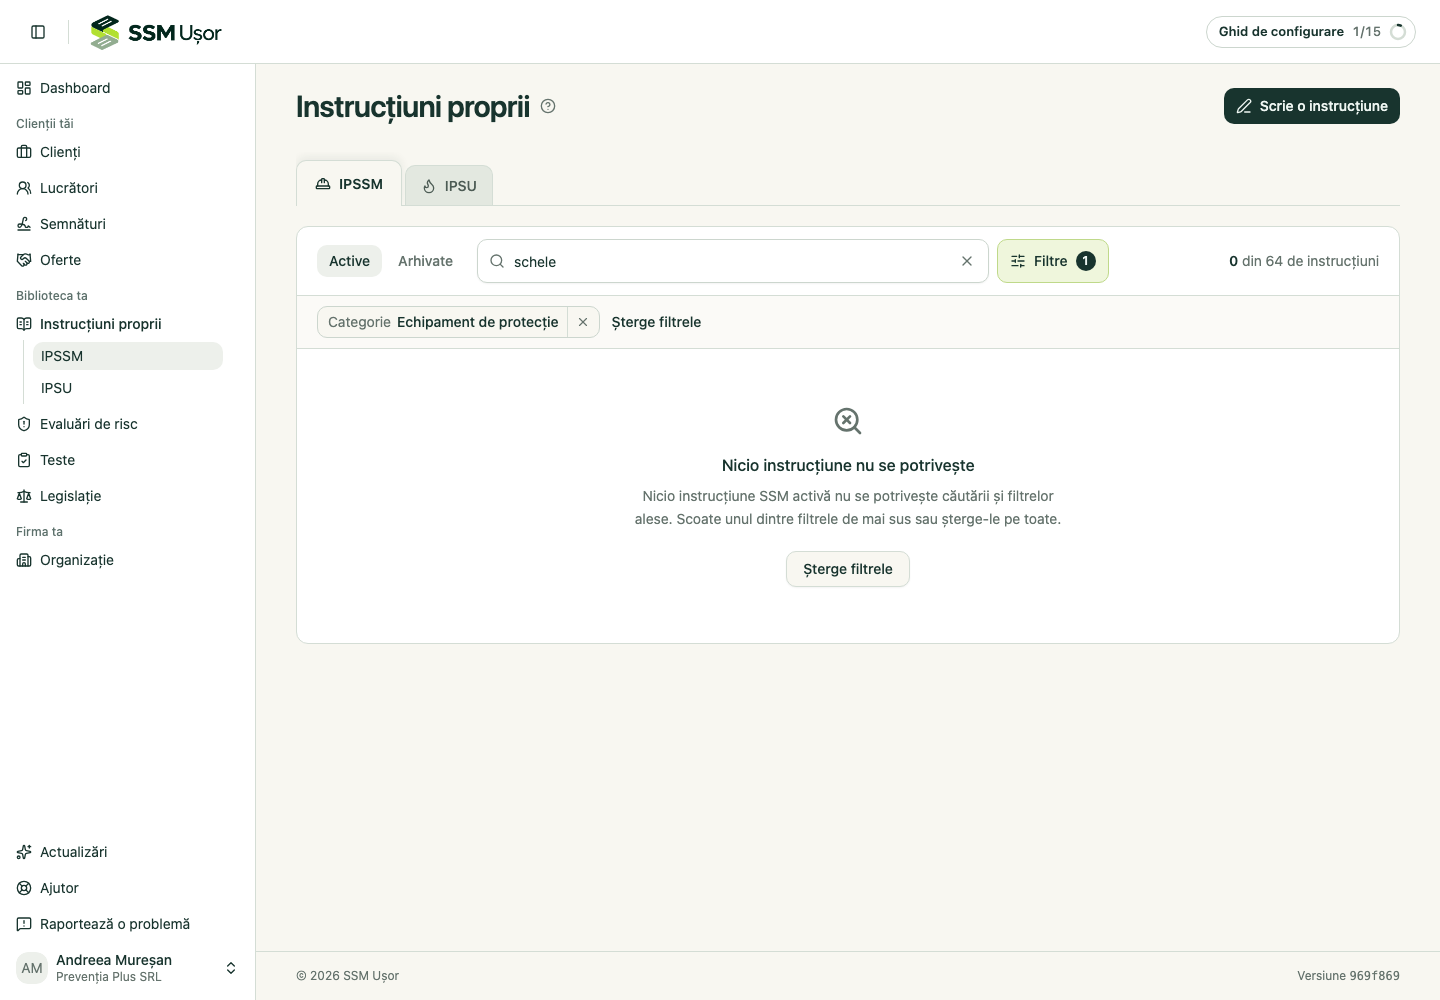 SSM Ușor
Ghid de configurare 1/15
Dashboard
Clienții tăi
Clienți
Lucrători
Semnături
Oferte
Biblioteca ta
Instrucțiuni proprii
IPSSM
IPSU
Evaluări de risc
Teste
Legislație
Firma ta
Organizație
Actualizări
Ajutor
Raportează o problemă
AM
Andreea Mureșan
Prevenția Plus SRL
Instrucțiuni proprii
Scrie o instrucțiune
IPSSM
IPSU
Active
Arhivate
schele
Filtre 1
0 din 64 de instrucțiuni
Categorie Echipament de protecție
Șterge filtrele
Nicio instrucțiune nu se potrivește
Nicio instrucțiune SSM activă nu se potrivește căutării și filtrelor
alese. Scoate unul dintre filtrele de mai sus sau șterge-le pe toate.
Șterge filtrele
© 2026 SSM Ușor
Versiune 969f869